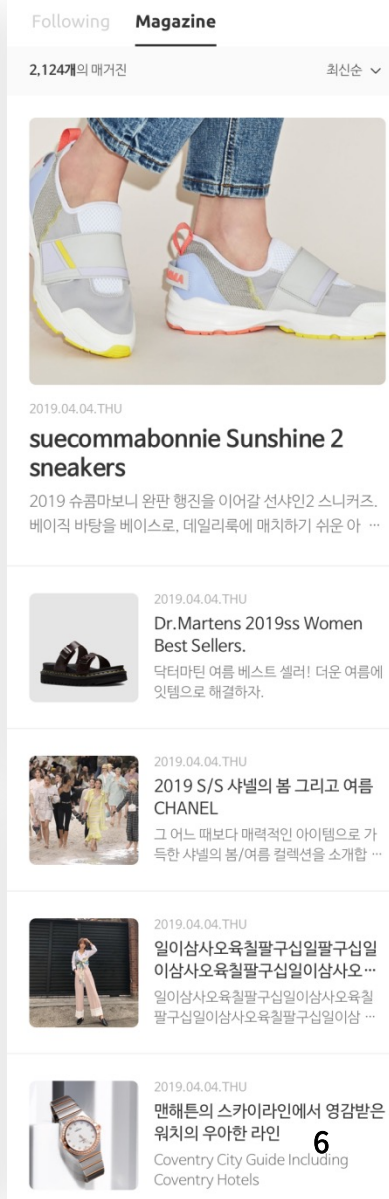 Following Magazine
2,124개의 매거진 최신순
2019.04.04.THU
suecommabonnie Sunshine 2
sneakers
2019 슈콤마보니 완판 행진을 이어갈 선샤인2 스니커즈.
베이직 바탕을 베이스로, 데일리룩에 매치하기 쉬운 아 ···
2019.04.04.THU
Dr.Martens 2019ss Women
Best Sellers.
닥터마틴 여름 베스트 셀러! 더운 여름에
잇템으로 해결하자.
2019.04.04.THU
2019 S/S 샤넬의 봄 그리고 여름
CHANEL
그 어느 때보다 매력적인 아이템으로 가
득한 샤넬의 봄/여름 컬렉션을 소개합 ···
2019.04.04.THU
일이삼사오육칠팔구십일팔구십일
이삼사오육칠팔구십일이삼사오···
일이삼사오육칠팔구십일이삼사오육칠
팔구십일이삼사오육칠팔구십일이삼 ···
2019.04.04.THU
맨해튼의 스카이라인에서 영감받은
워치의 우아한 라인
6
Coventry City Guide Including
Coventry Hotels